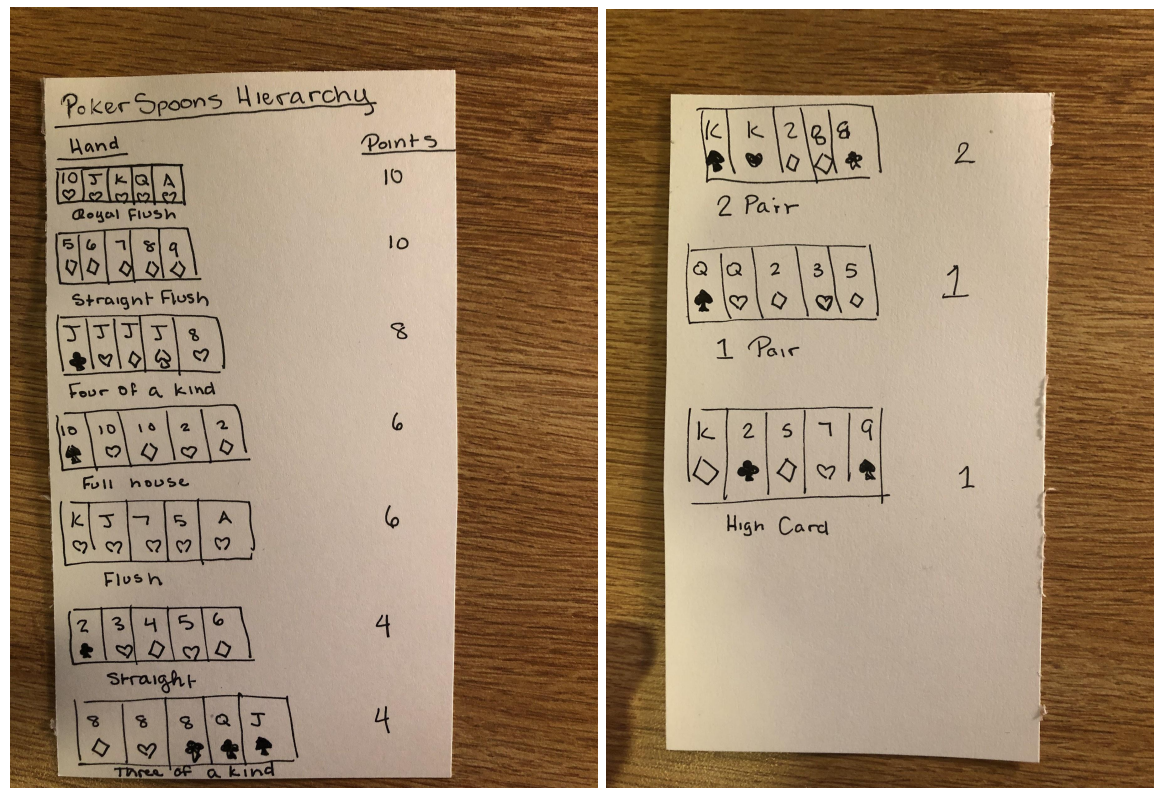 Poker Spoons Hierarchy
Hand Points
10 J K Q A 10
Royal Flush
5 6 7 8 9 10
Straight Flush
J J J J 8 8
Four of a kind
10 10 10 2 2 6
Full house
K J 7 5 A 6
Flush
2 3 4 5 6 4
Straight
8 8 8 Q J 4
Three of a kind
K K 2 8 8 2
2 Pair
Q Q 2 3 5 1
1 Pair
K 2 5 7 9 1
High Card